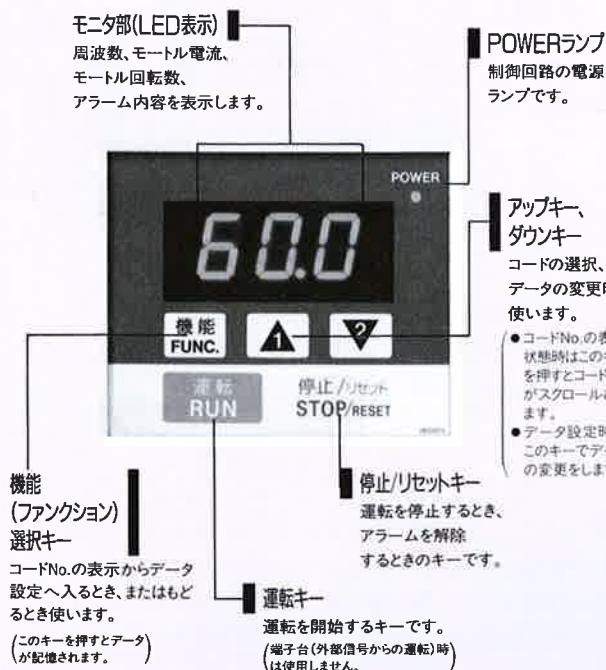 モニタ部(LED表示)
周波数、モートル電流、
モートル回転数、
アラーム内容を表示します。
POWERランプ
制御回路の電源
ランプです。
POWER
60.0
機能
FUNC.
1
2
運転
RUN
停止/リセット
STOP/RESET
アップキー、
ダウンキー
コードの選択、
データの変更時
使います。
●コードNo.の表
状態時はこのキ
を押すとコード
がスクロール
ます。
●データ設定時
このキーでデー
の変更をしま
機能
(ファンクション)
選択キー
コードNo.の表示からデータ
設定へ入るとき、またはもど
るとき使います。
(このキーを押すとデータ
が記憶されます。)
停止/リセットキー
運転を停止するとき、
アラームを解除
するときのキーです。
運転キー
運転を開始するキーです。
(端子台(外部信号からの運転)時
は使用しません。